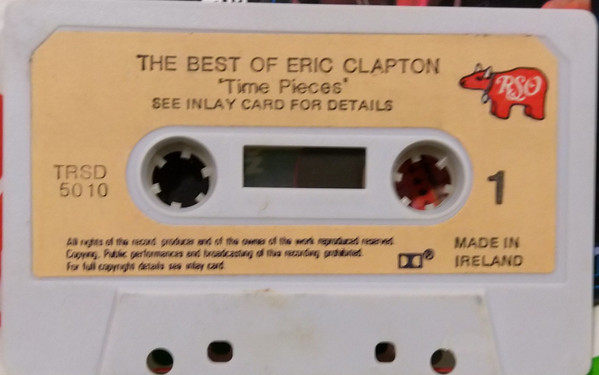 THE BEST OF ERIC CLAPTON
"Time Pieces"
SEE INLAY CARD FOR DETAILS
RSO
TRSD
5010
1
All rights of the record producer and of the owner of the work reproduced reserved.
Copying, Public performances and broadcasting of this recording prohibited.
For full copyright details see inlay card.
MADE IN
IRELAND